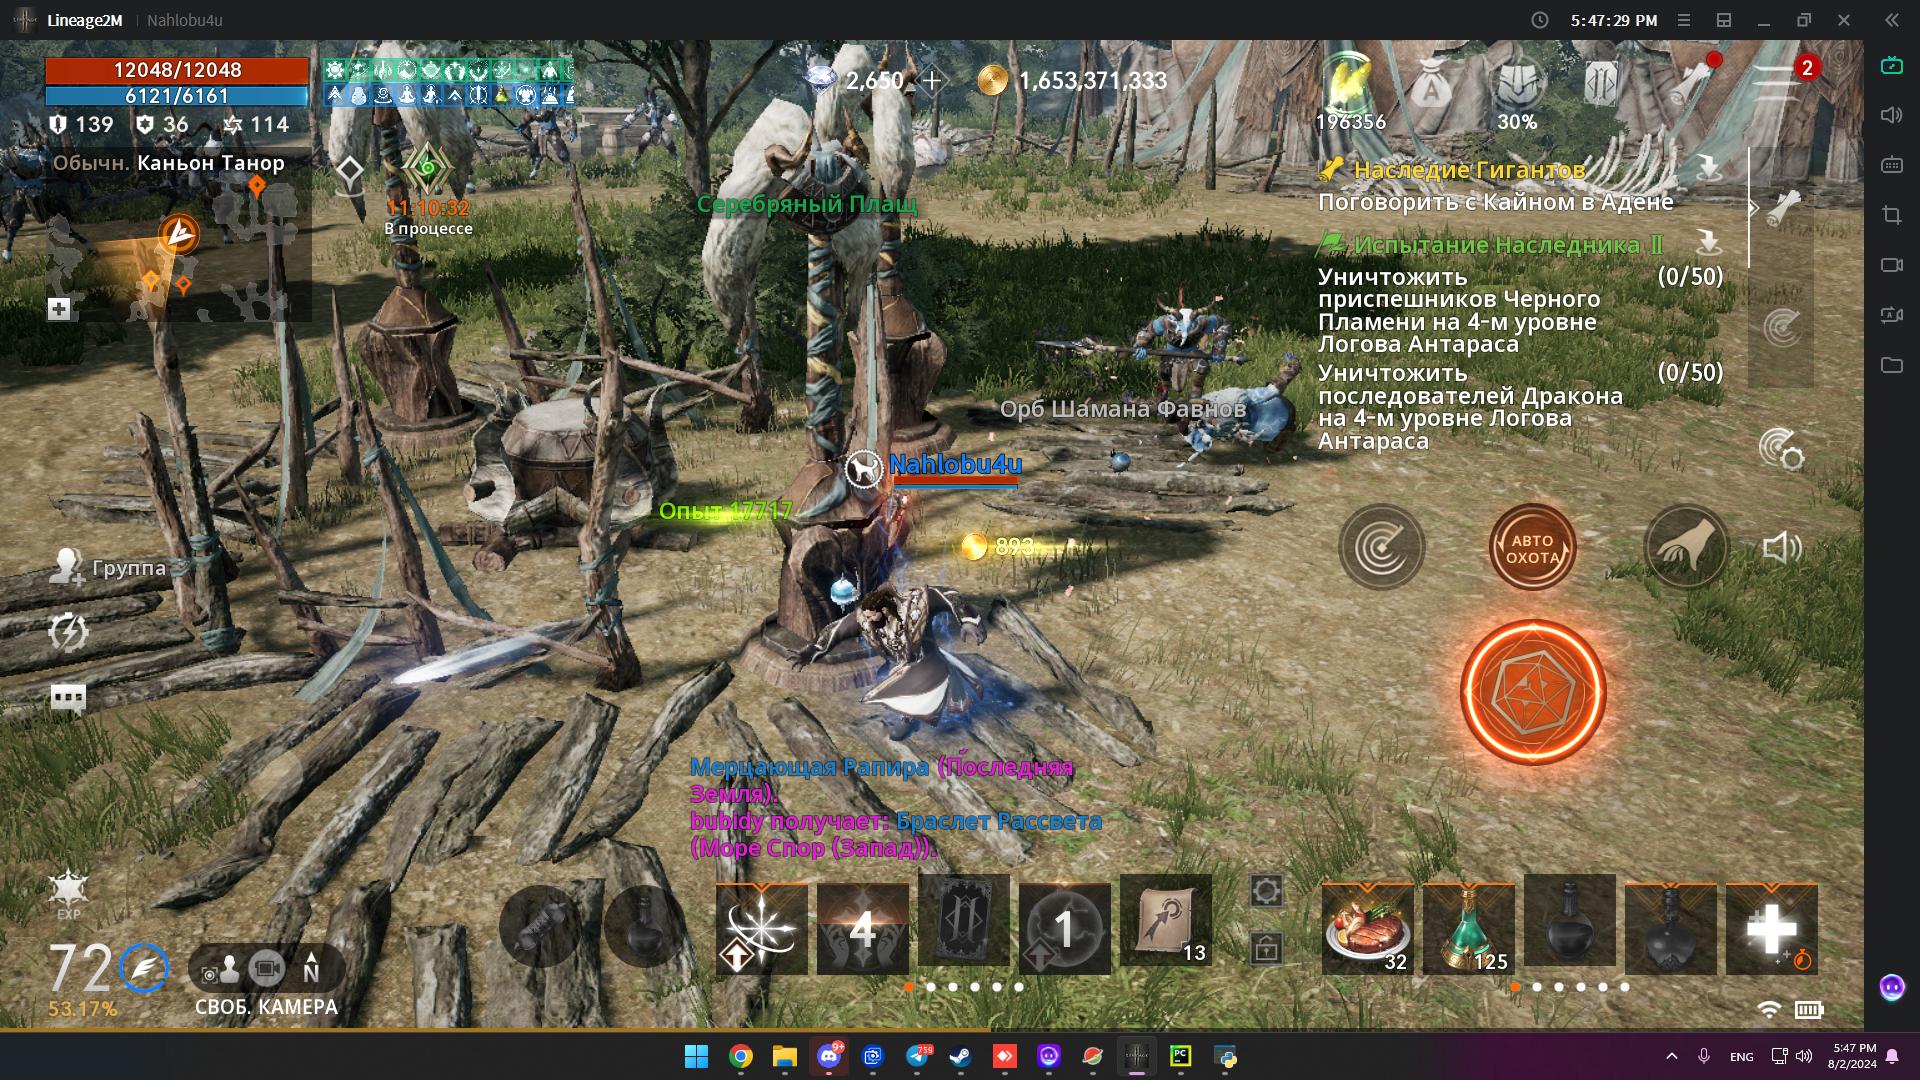 Lineage2M
Nahlobu4u
5:47:29 PM
12048/12048
6121/6161
139
36
114
Обычн. Каньон Танор
11:10:32
В процессе
2,650
1,653,371,333
196356
A
30%
2
Наследие Гигантов
Поговорить с Кайном в Адене
Испытание Наследника Ⅱ
Уничтожить (0/50)
приспешников Черного
Пламени на 4-м уровне
Логова Антараса
Уничтожить (0/50)
последователей Дракона
на 4-м уровне Логова
Антараса
Серебряный Плащ
Орб Шамана Фавнов
Nahlobu4u
Опыт 17717
893
АВТО
ОХОТА
Группа
Мерцающая Рапира (Последняя
Земля).
bubidy получает: Браслет Рассвета
(Море Спор (Запад)).
EXP
72
53.17%
N
СВОБ. КАМЕРА
4
1
13
32
125
9+
759
PC
ENG
5:47 PM
8/2/2024